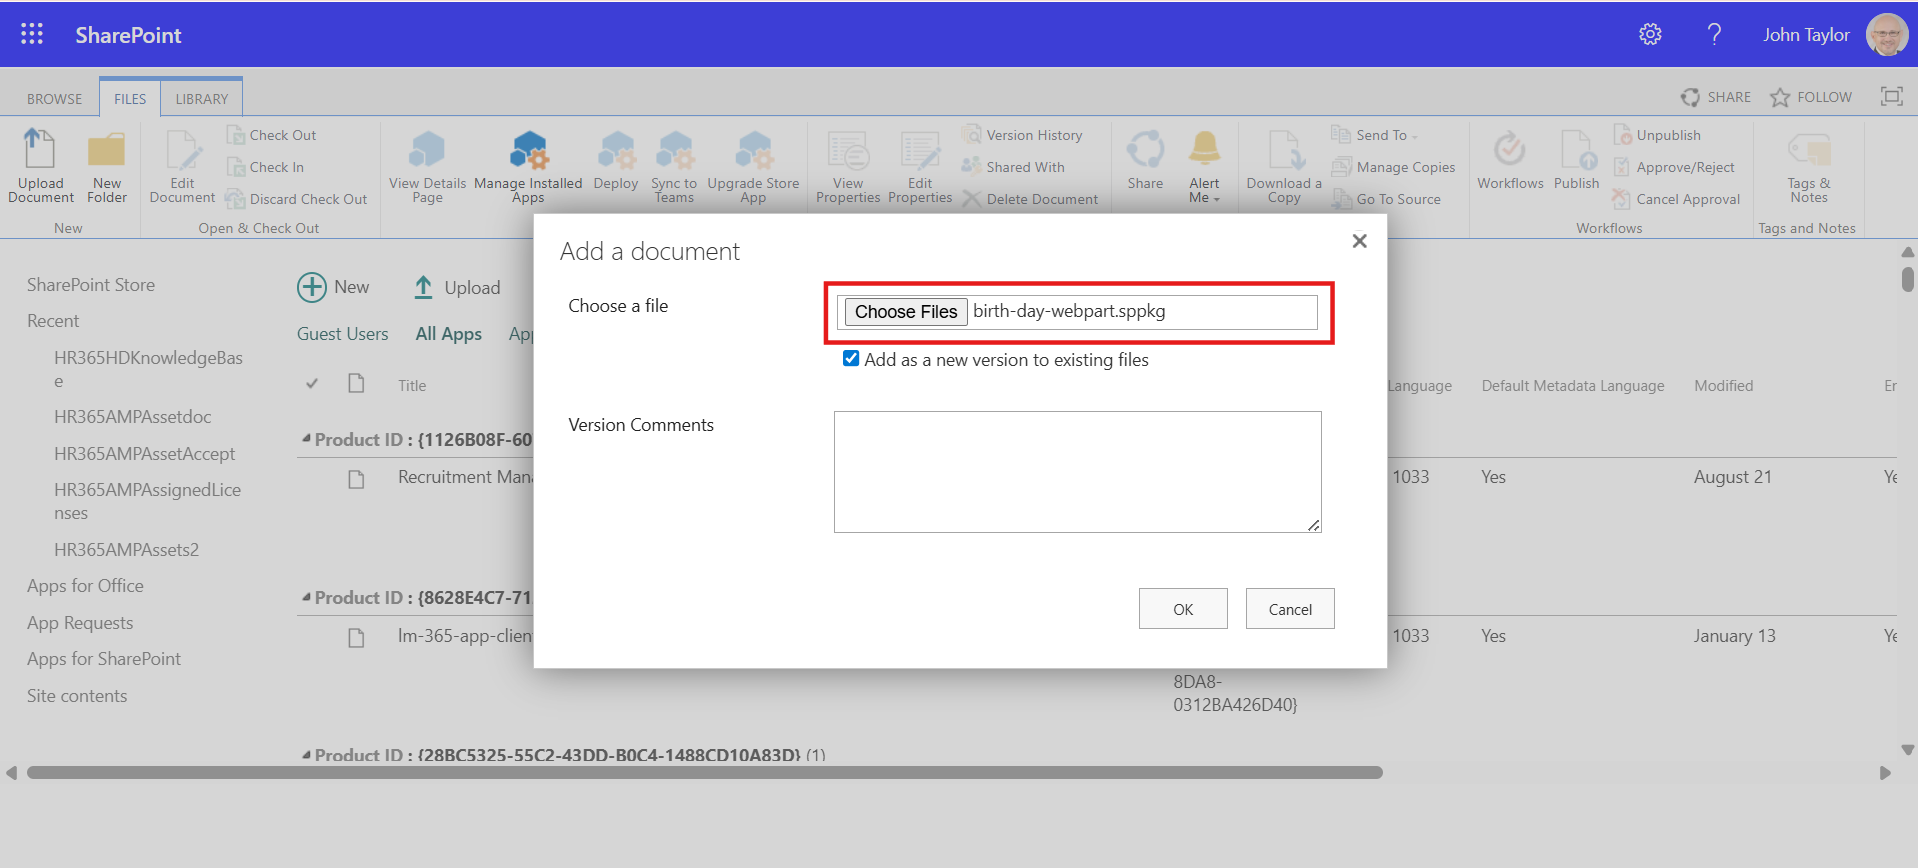 SharePoint
John Taylor
BROWSE
FILES
LIBRARY
SHARE
FOLLOW
Upload Document
New Folder
New
Edit Document
Check Out
Check In
Discard Check Out
Open & Check Out
View Details Page
Manage Installed Apps
Deploy
Sync to Teams
Upgrade Store App
View Properties
Edit Properties
Version History
Shared With
Delete Document
Share
Alert Me
Download a Copy
Send To
Manage Copies
Go To Source
Workflows
Publish
Unpublish
Approve/Reject
Cancel Approval
Workflows
Tags & Notes
Tags and Notes
SharePoint Store
Recent
HR365HDKnowledgeBas
e
HR365AMPAssetdoc
HR365AMPAssetAccept
HR365AMPAssignedLice
nses
HR365AMPAssets2
Apps for Office
App Requests
Apps for SharePoint
Site contents
New
Upload
Guest Users
All Apps
App
Title
Language
Default Metadata Language
Modified
Er
Product ID : {1126B08F-60
Recruitment Man
1033
Yes
August 21
Ye
Product ID : {8628E4C7-71
lm-365-app-clien
1033
Yes
January 13
Ye
8DA8-
0312BA426D40}
Product ID : {28BC5325-55C2-43DD-B0C4-1488CD10A83D} (1)
Add a document
Choose a file
Choose Files birth-day-webpart.sppkg
Add as a new version to existing files
Version Comments
OK
Cancel